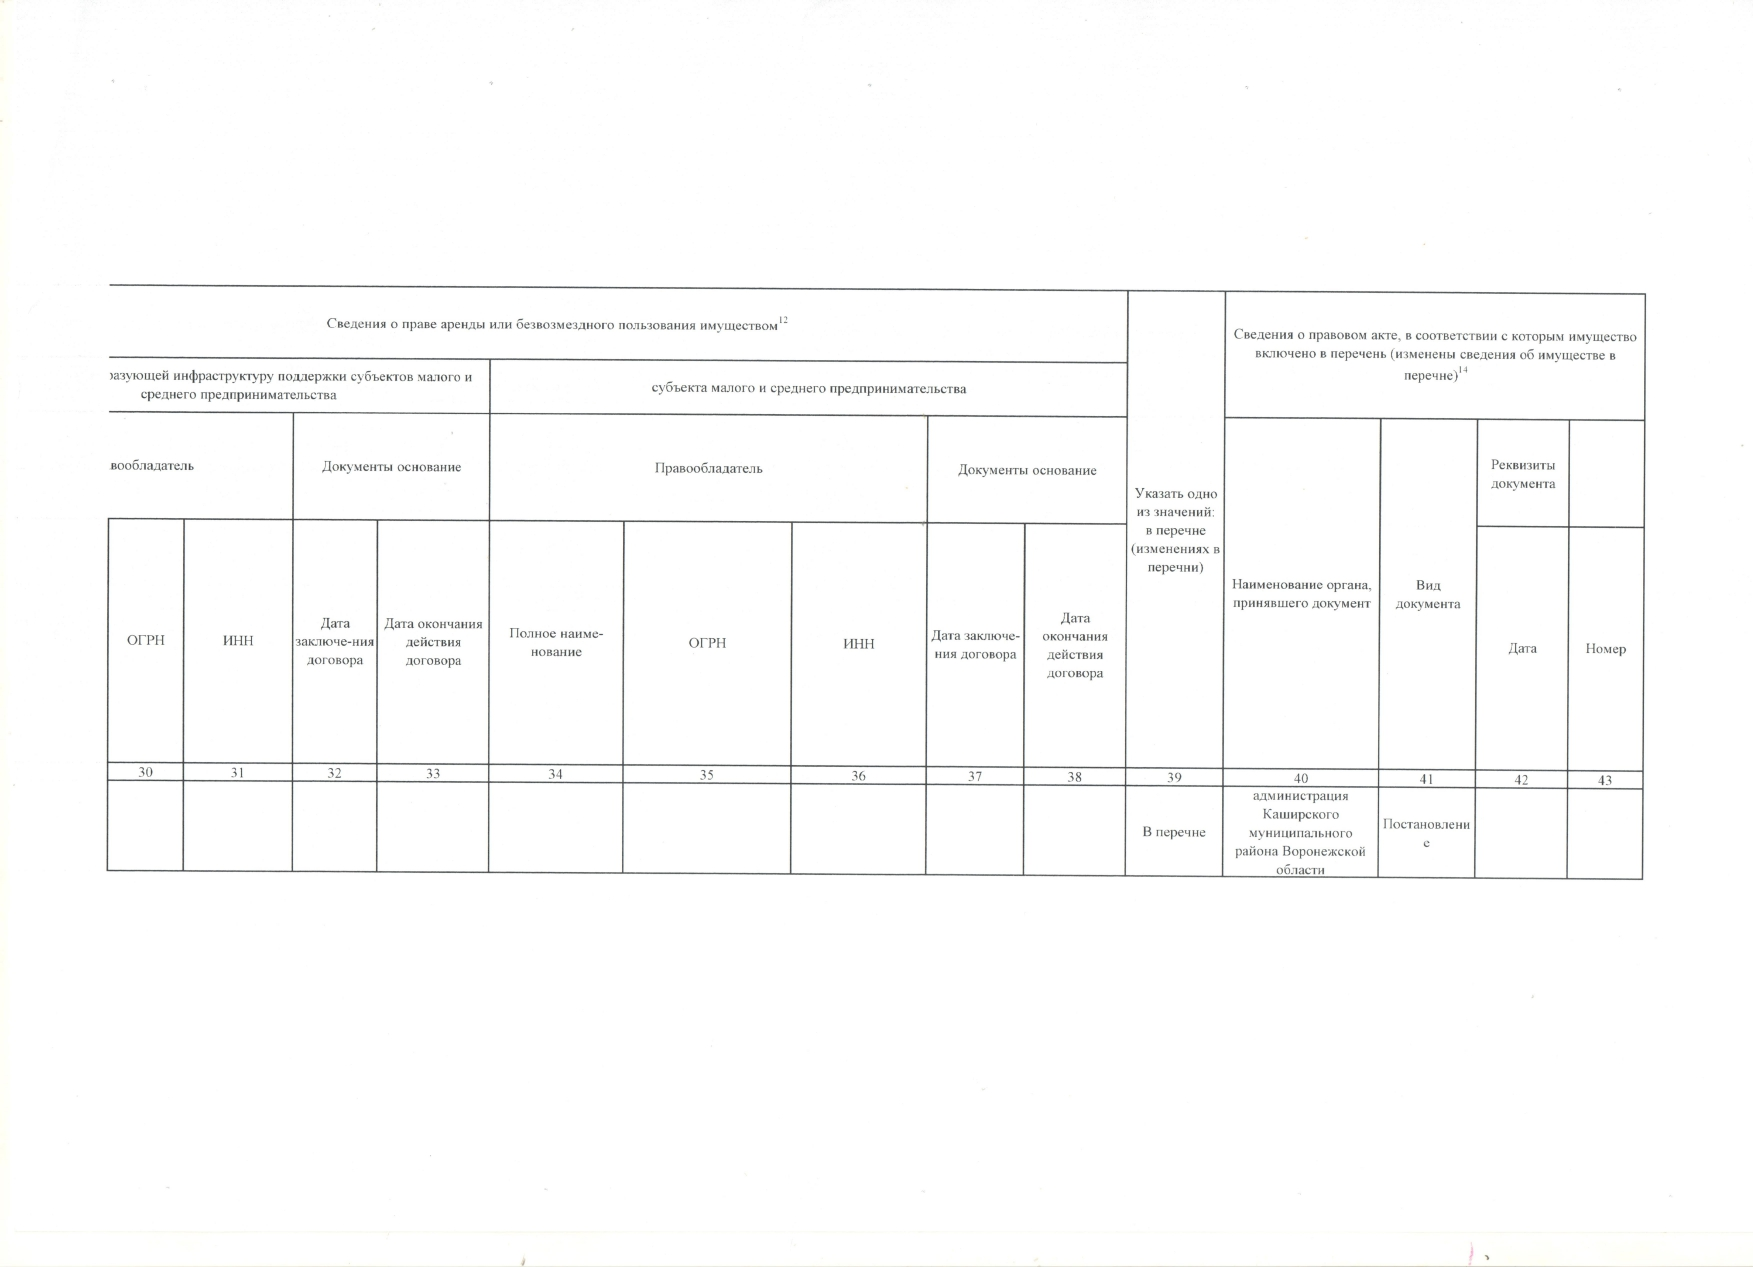 Сведения о праве аренды или безвозмездного пользования имуществом12
Сведения о правовом акте, в соответствии с которым имущество
включено в перечень (изменены сведения об имуществе в
перечне)14
разующей инфраструктуру поддержки субъектов малого и
среднего предпринимательства
субъекта малого и среднего предпринимательства
вообладатель
Документы основание
Правообладатель
Документы основание
Указать одно
из значений:
в перечне
(изменениях в
перечни)
Наименование органа,
принявшего документ
Вид
документа
Реквизиты
документа
ОГРН
ИНН
Дата
заключе-ния
договора
Дата окончания
действия
договора
Полное наиме-
нование
ОГРН
ИНН
Дата заключе-
ния договора
Дата
окончания
действия
договора
Дата
Номер
30 31 32 33 34 35 36 37 38 39 40 41 42 43
В перечне
администрация
Каширского
муниципального
района Воронежской
области
Постановлени
е